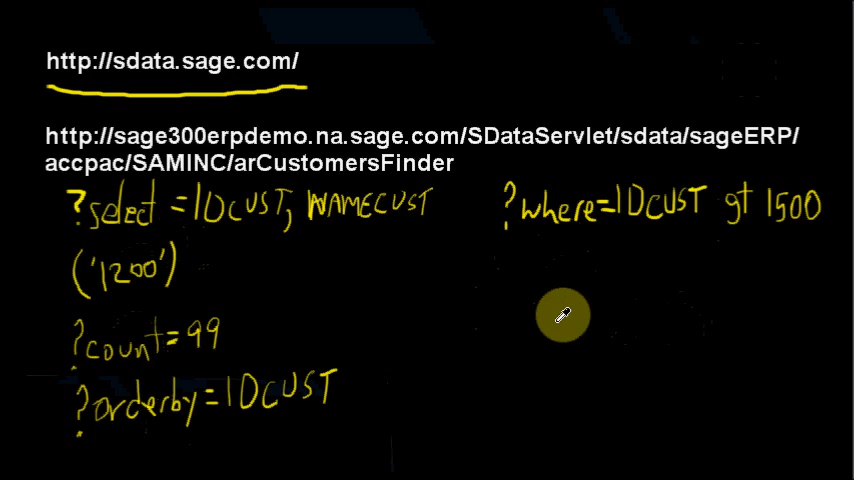 http://sdata.sage.com/
http://sage300erpdemo.na.sage.com/SDataServlet/sdata/sageERP/
accpac/SAMINC/arCustomersFinder
?select=IDCUST, NAMECUST
('1200')
?count=99
?orderby=IDCUST
?where=IDCUST gt 1500